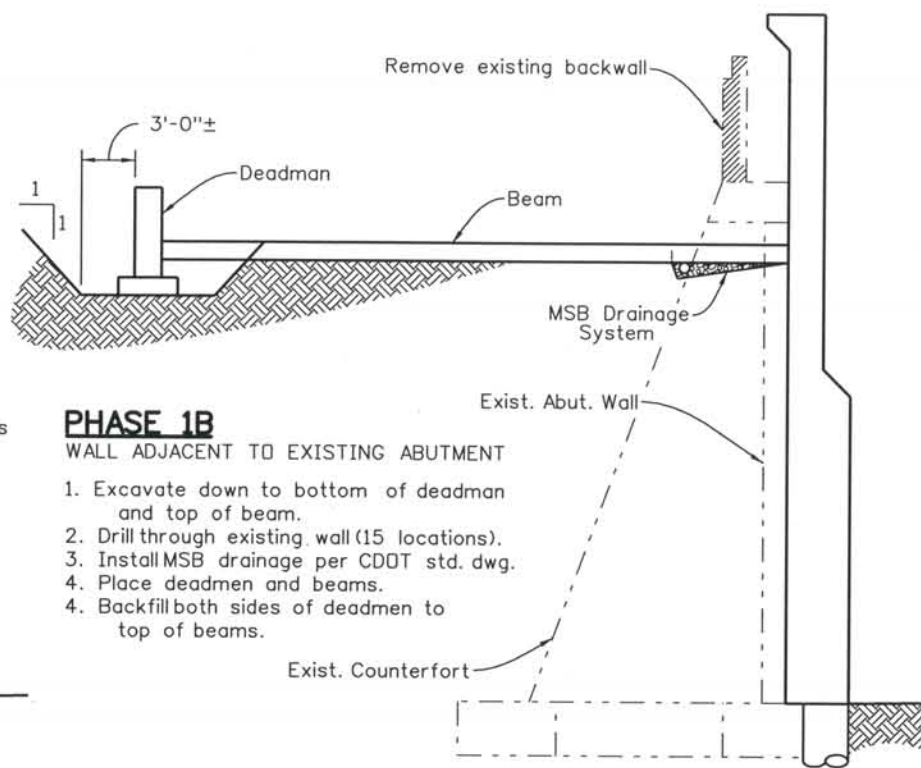 Remove existing backwall
3'-0"±
Deadman
1
1
Beam
MSB Drainage
System
Exist. Abut. Wall
s
PHASE 1B
WALL ADJACENT TO EXISTING ABUTMENT
1. Excavate down to bottom of deadman
and top of beam.
2. Drill through existing wall (15 locations).
3. Install MSB drainage per CDOT std. dwg.
4. Place deadmen and beams.
4. Backfill both sides of deadmen to
top of beams.
Exist. Counterfort